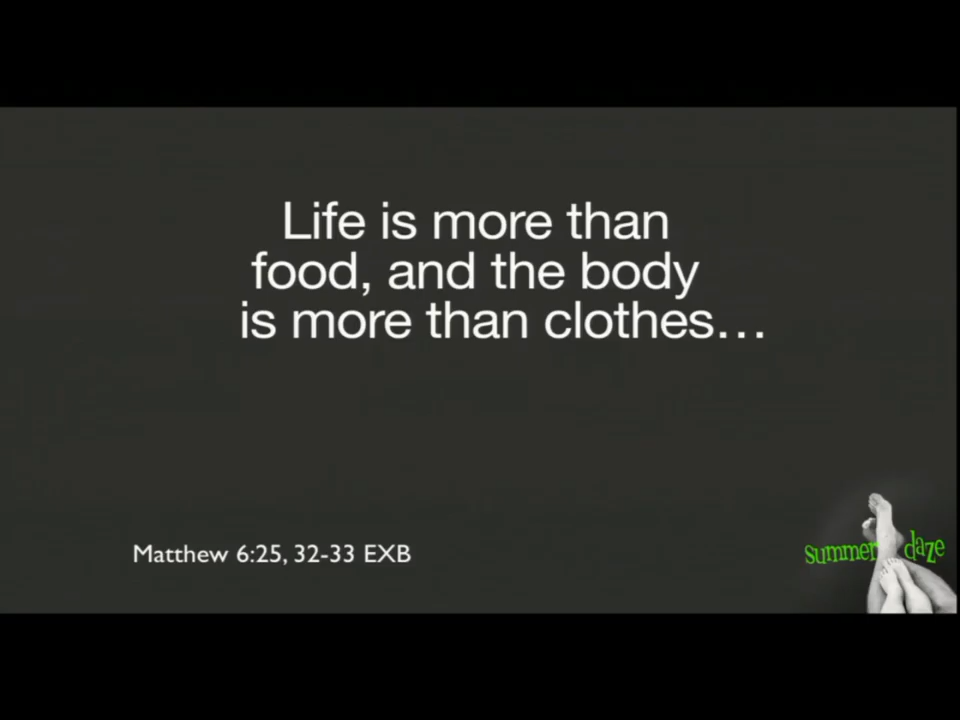 Life is more than
food, and the body
is more than clothes…
Matthew 6:25, 32-33 EXB
summer daze